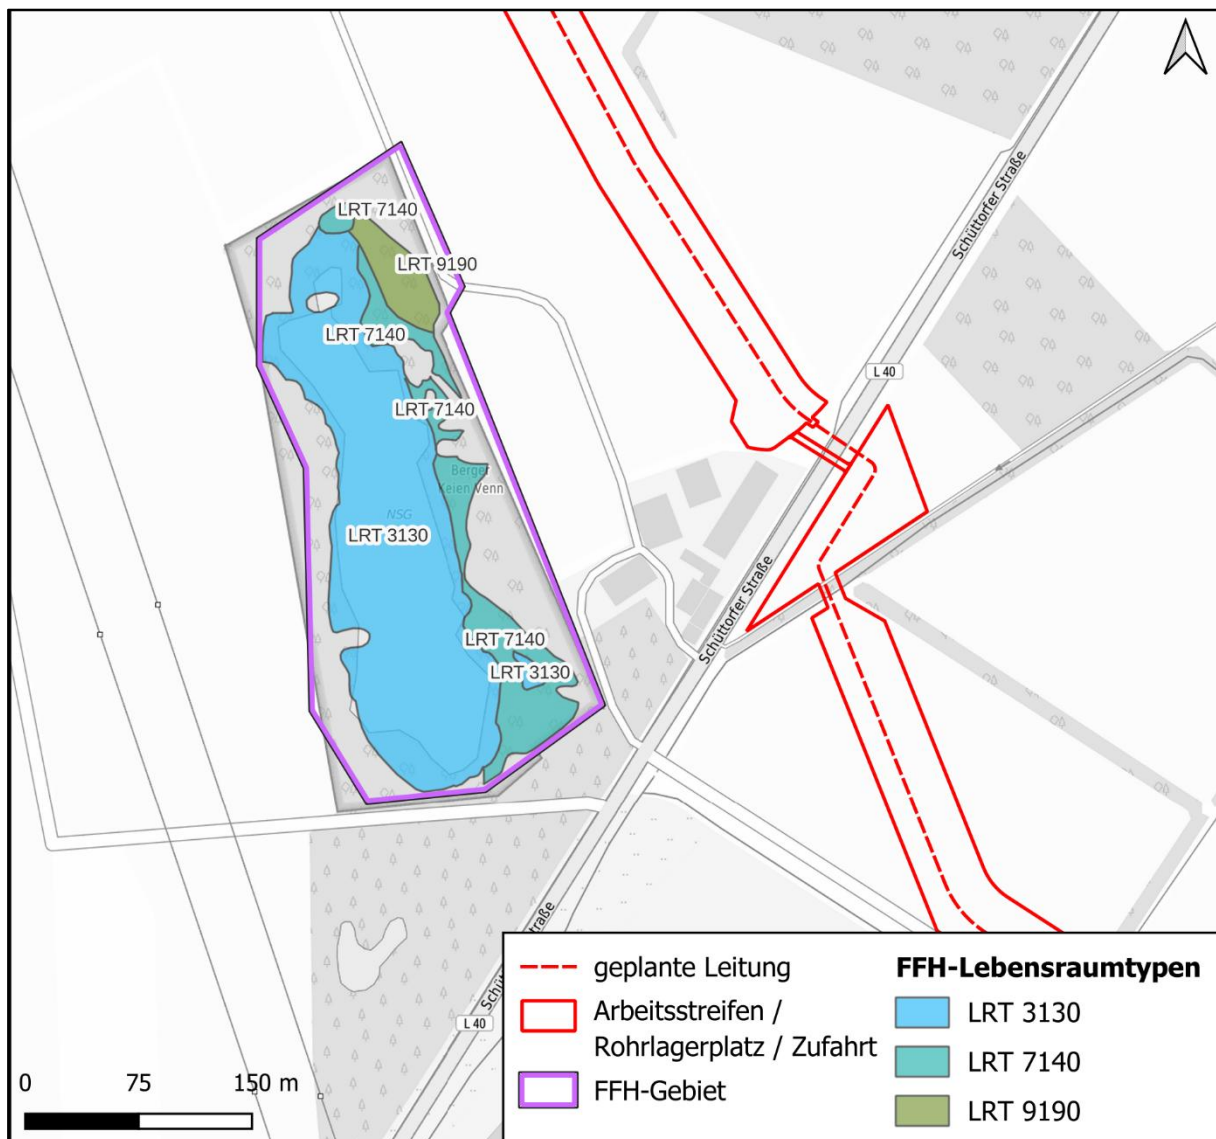 LRT 7140
LRT 9190
LRT 7140
LRT 7140
Berger
Keien Venn
NSG
LRT 3130
LRT 7140
LRT 3130
Schüttorfer Straße
L 40
Schüttorfer Straße
Straße
L 40
0 75 150 m
geplante Leitung
Arbeitsstreifen /
Rohrlagerplatz / Zufahrt
FFH-Gebiet
FFH-Lebensraumtypen
LRT 3130
LRT 7140
LRT 9190